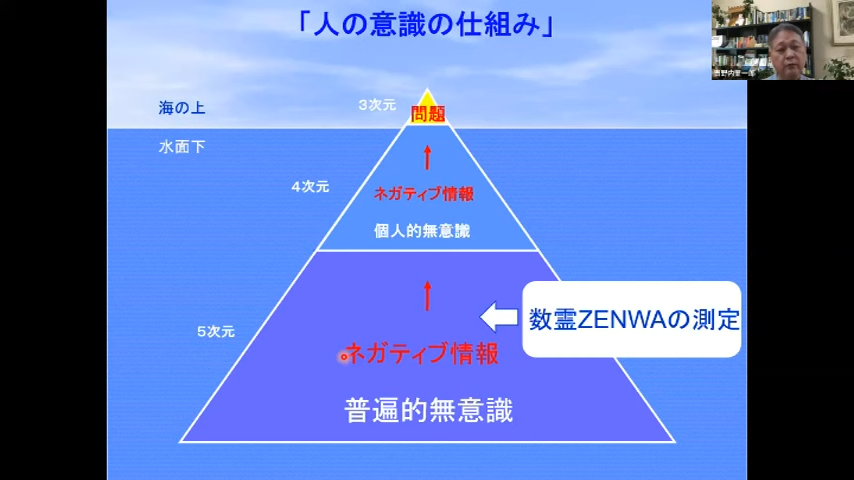 「人の意識の仕組み」
海の上
3次元
問題
水面下
4次元
ネガティブ情報
個人的無意識
5次元
数霊ZENWAの測定
ネガティブ情報
普遍的無意識